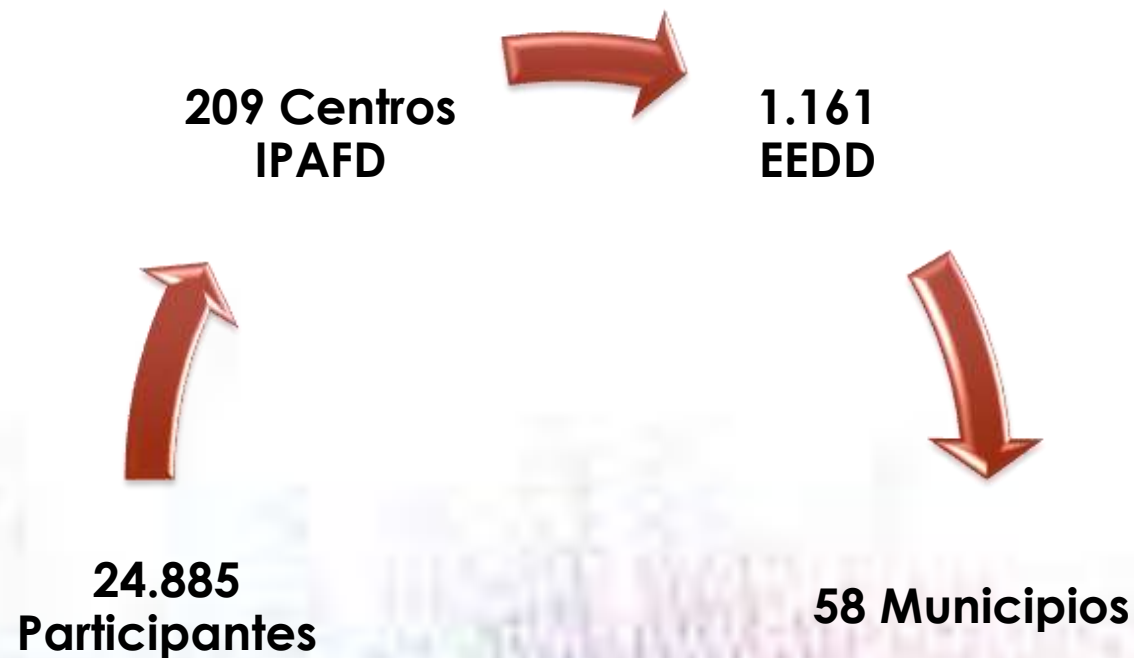 209 Centros
IPAFD
1.161
EEDD
24.885
Participantes
58 Municipios